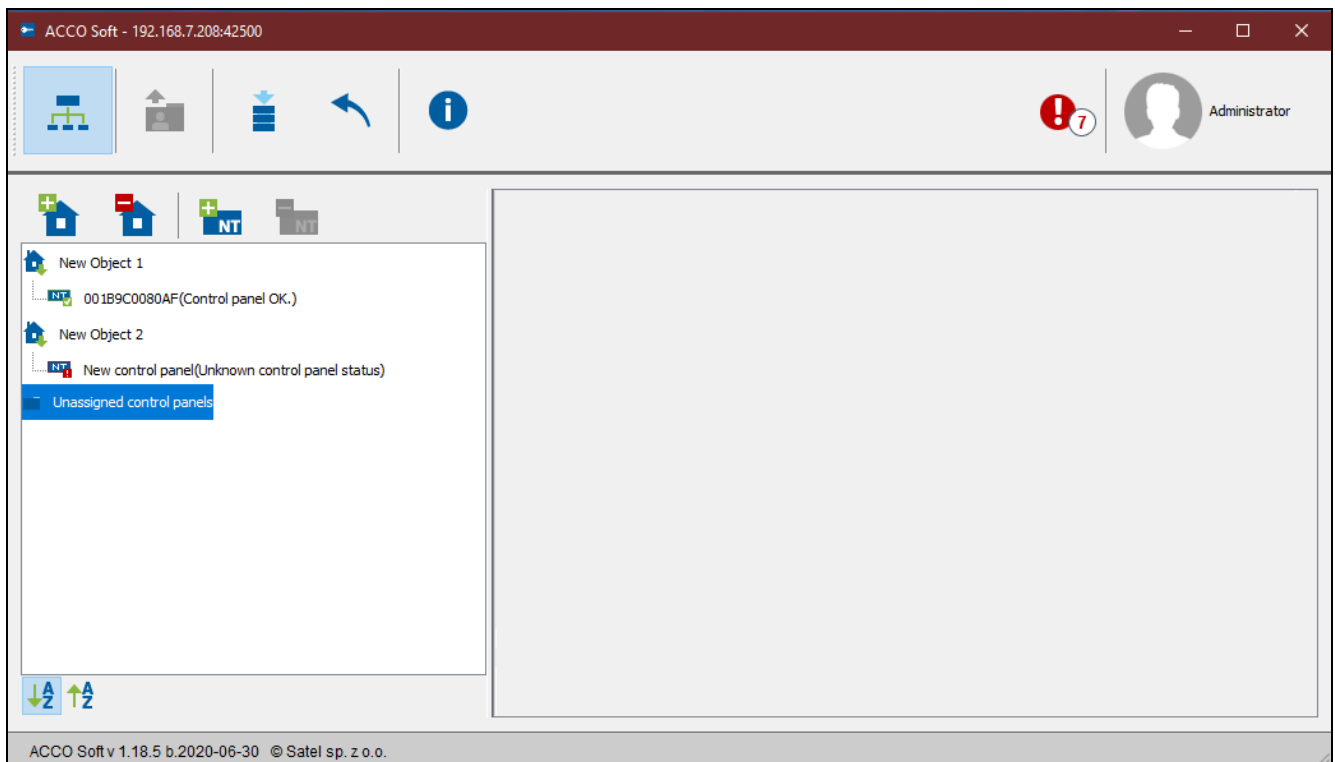 ACCO Soft - 192.168.7.208:42500
7
Administrator
NT
NT
New Object 1
NT
001B9C0080AF(Control panel OK.)
New Object 2
NT
New control panel(Unknown control panel status)
Unassigned control panels
A
Z
A
Z
ACCO Soft v 1.18.5 b.2020-06-30 © Satel sp. z o.o.